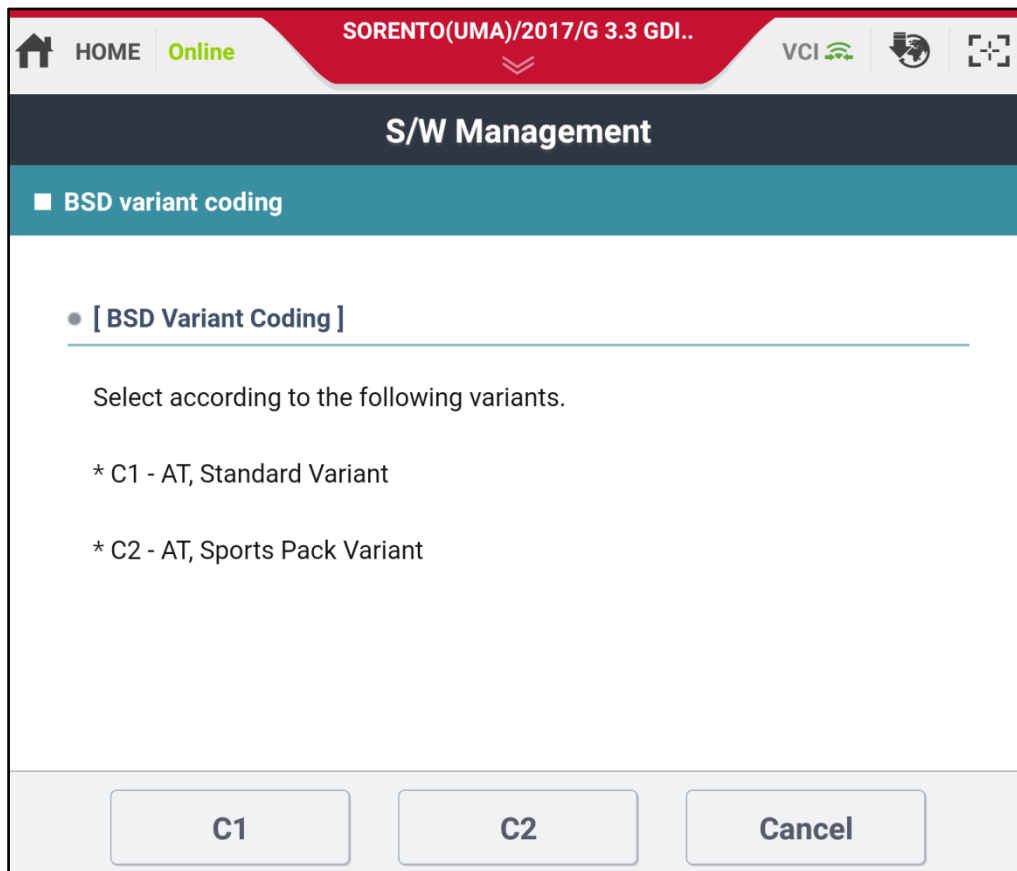 HOME
Online
SORENTO(UMA)/2017/G 3.3 GDI..
VCI
S/W Management
BSD variant coding
[ BSD Variant Coding ]
Select according to the following variants.
* C1 - AT, Standard Variant
* C2 - AT, Sports Pack Variant
C1
C2
Cancel